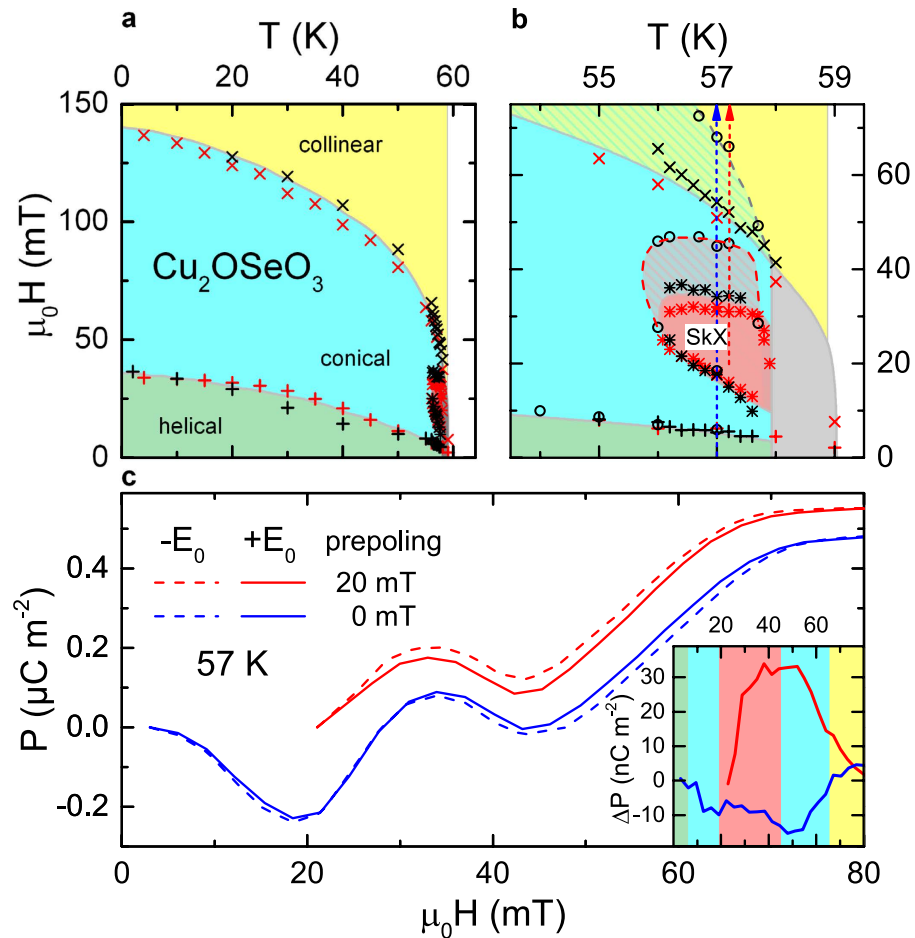 a
b
T (K)
T (K)
0 20 40 60
55 57 59
150
100
50
0
μ₀H (mT)
collinear
Cu₂OSeO₃
conical
helical
SkX
60
40
20
0
c
-E₀ +E₀ prepoling
20 mT
0 mT
57 K
0.4
0.2
0.0
-0.2
P (μC m⁻²)
20 40 60
30
20
10
0
-10
ΔP (nC m⁻²)
0 20 40 60 80
μ₀H (mT)